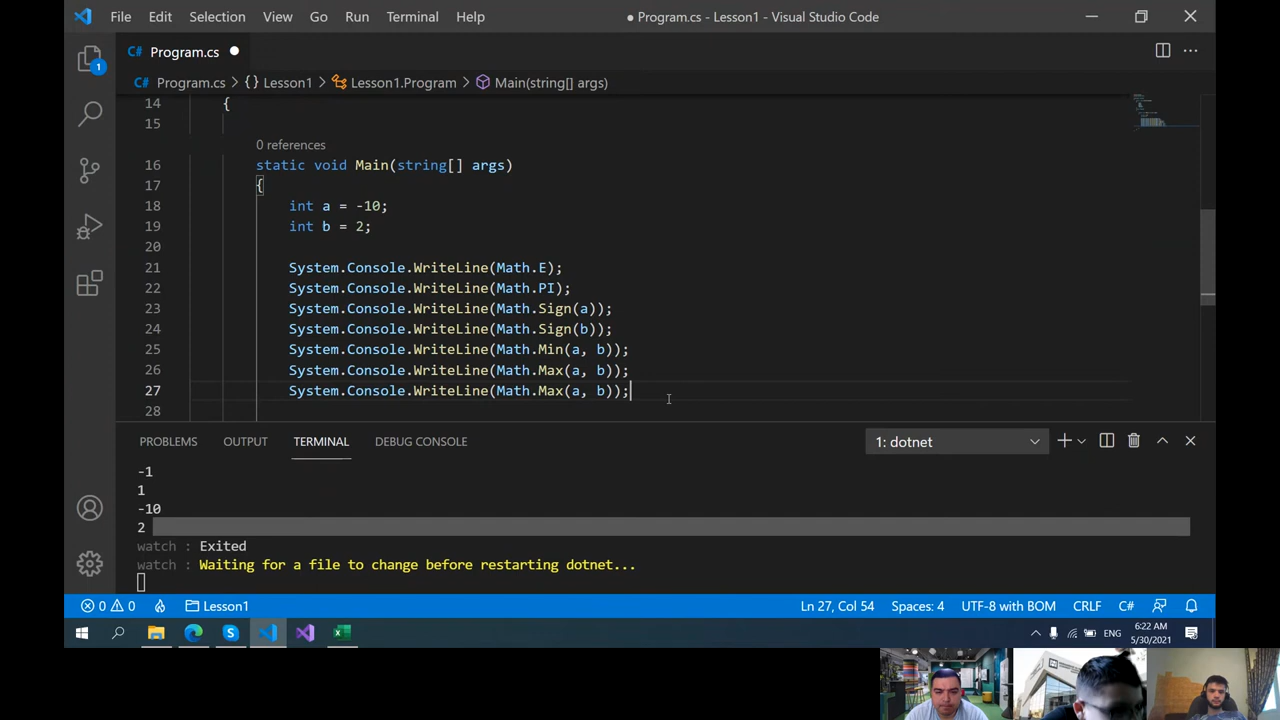 File Edit Selection View Go Run Terminal Help
● Program.cs - Lesson1 - Visual Studio Code
C# Program.cs ●
1
C# Program.cs > {} Lesson1 > Lesson1.Program > Main(string[] args)
14 {
15
0 references
16 static void Main(string[] args)
17 {
18 int a = -10;
19 int b = 2;
20
21 System.Console.WriteLine(Math.E);
22 System.Console.WriteLine(Math.PI);
23 System.Console.WriteLine(Math.Sign(a));
24 System.Console.WriteLine(Math.Sign(b));
25 System.Console.WriteLine(Math.Min(a, b));
26 System.Console.WriteLine(Math.Max(a, b));
27 System.Console.WriteLine(Math.Max(a, b));
28
PROBLEMS OUTPUT TERMINAL DEBUG CONSOLE 1: dotnet
-1
1
-10
2
watch : Exited
watch : Waiting for a file to change before restarting dotnet...
0 0 Lesson1 Ln 27, Col 54 Spaces: 4 UTF-8 with BOM CRLF C#
ENG 6:22 AM
5/30/2021